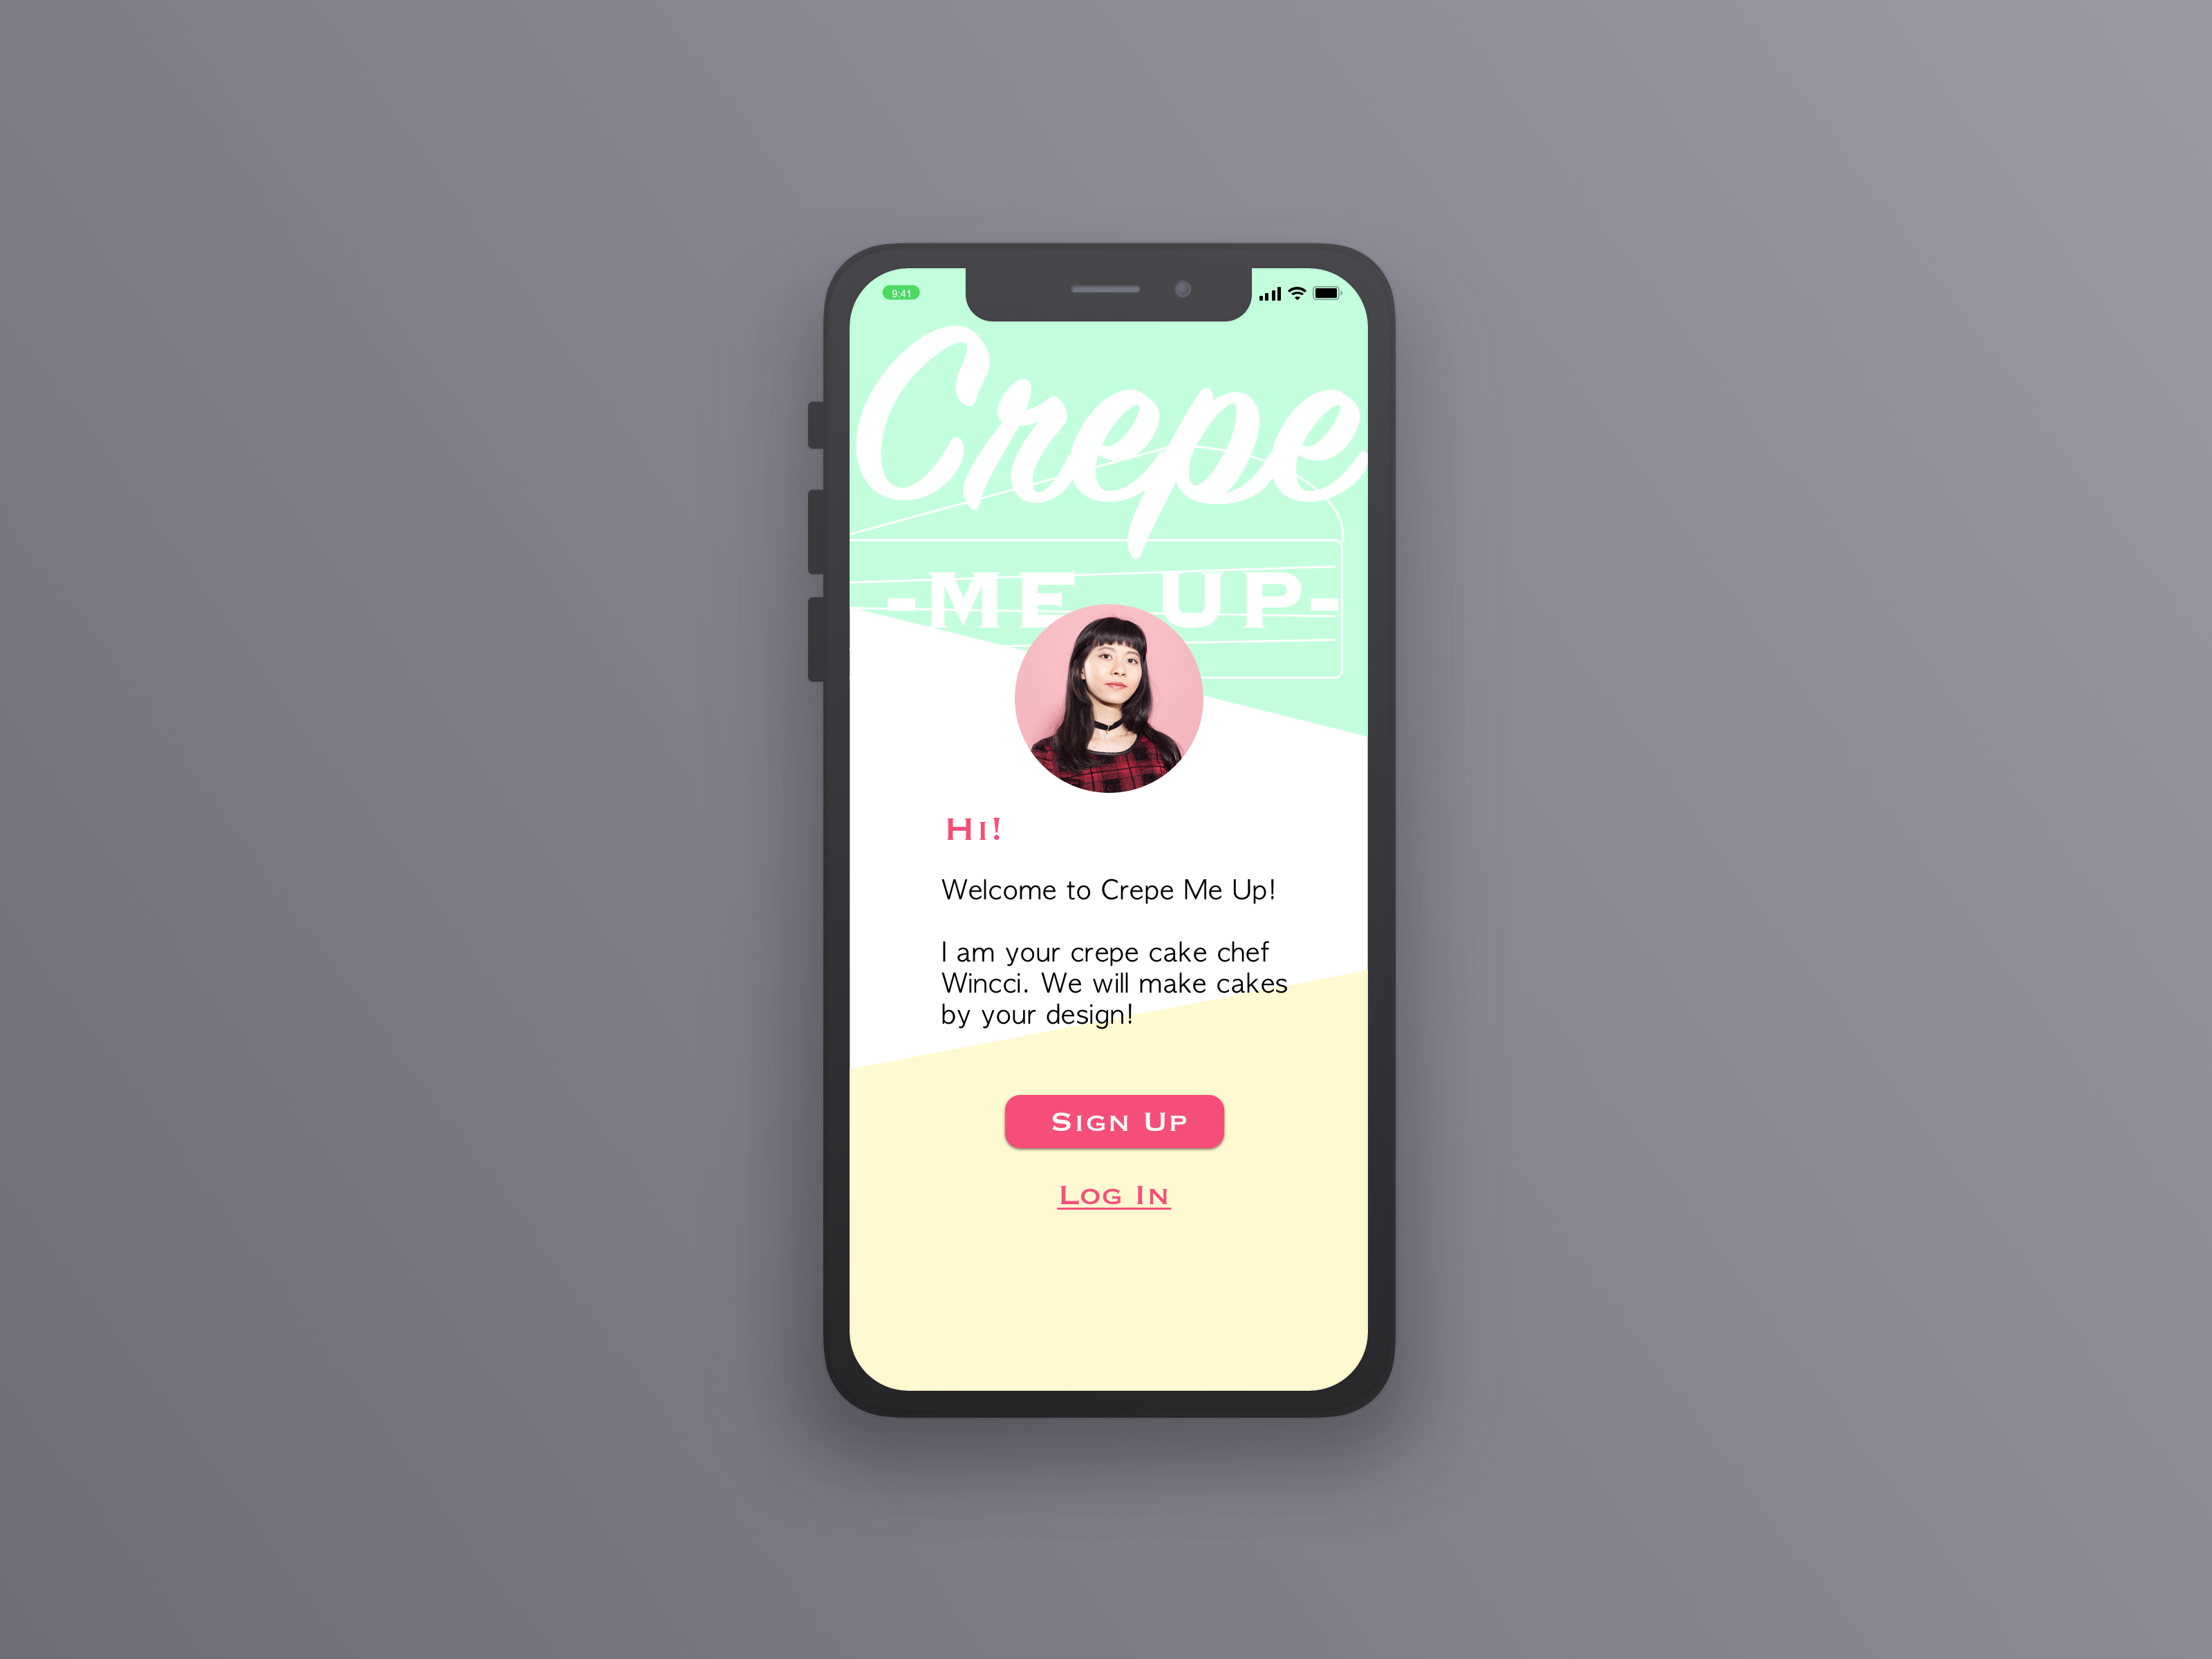 9:41
Crepe
-ME UP-
Hi!
Welcome to Crepe Me Up!
I am your crepe cake chef
Wincci. We will make cakes
by your design!
Sign Up
Log In